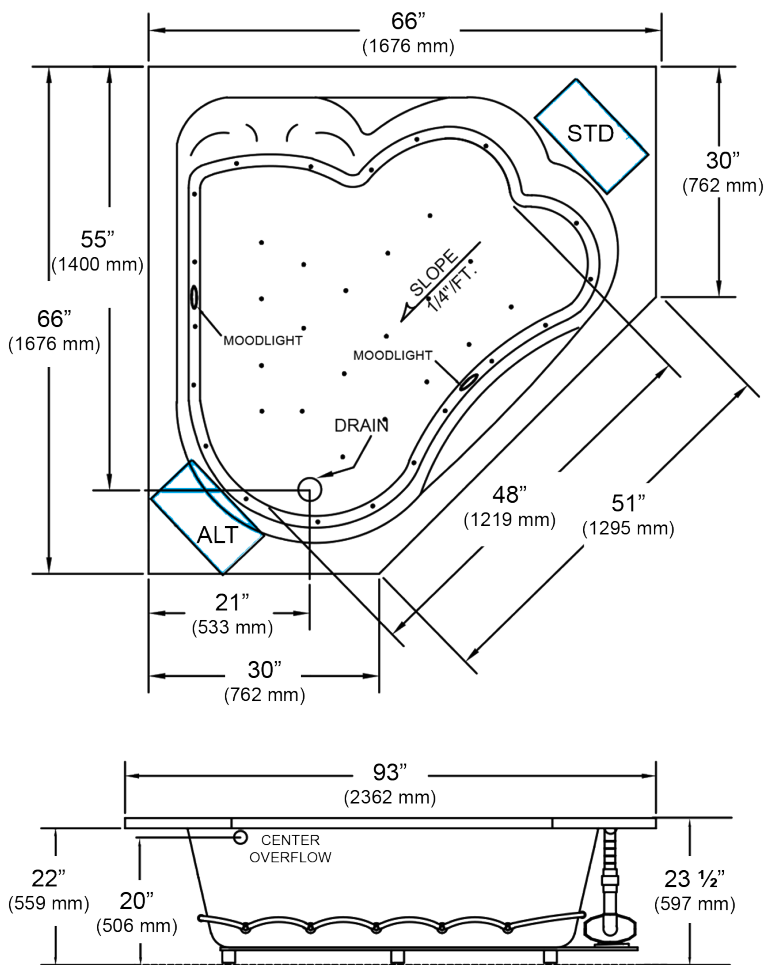 66”
(1676 mm)
STD
30”
(762 mm)
55”
(1400 mm)
SLOPE
1/4"/FT.
66”
(1676 mm)
MOODLIGHT
MOODLIGHT
DRAIN
48”
(1219 mm)
51”
(1295 mm)
ALT
21”
(533 mm)
30”
(762 mm)
93”
(2362 mm)
CENTER
OVERFLOW
22”
(559 mm)
20”
(506 mm)
23 ½”
(597 mm)